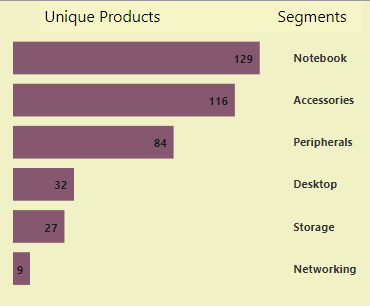 Unique Products Segments
129 Notebook
116 Accessories
84 Peripherals
32 Desktop
27 Storage
9 Networking